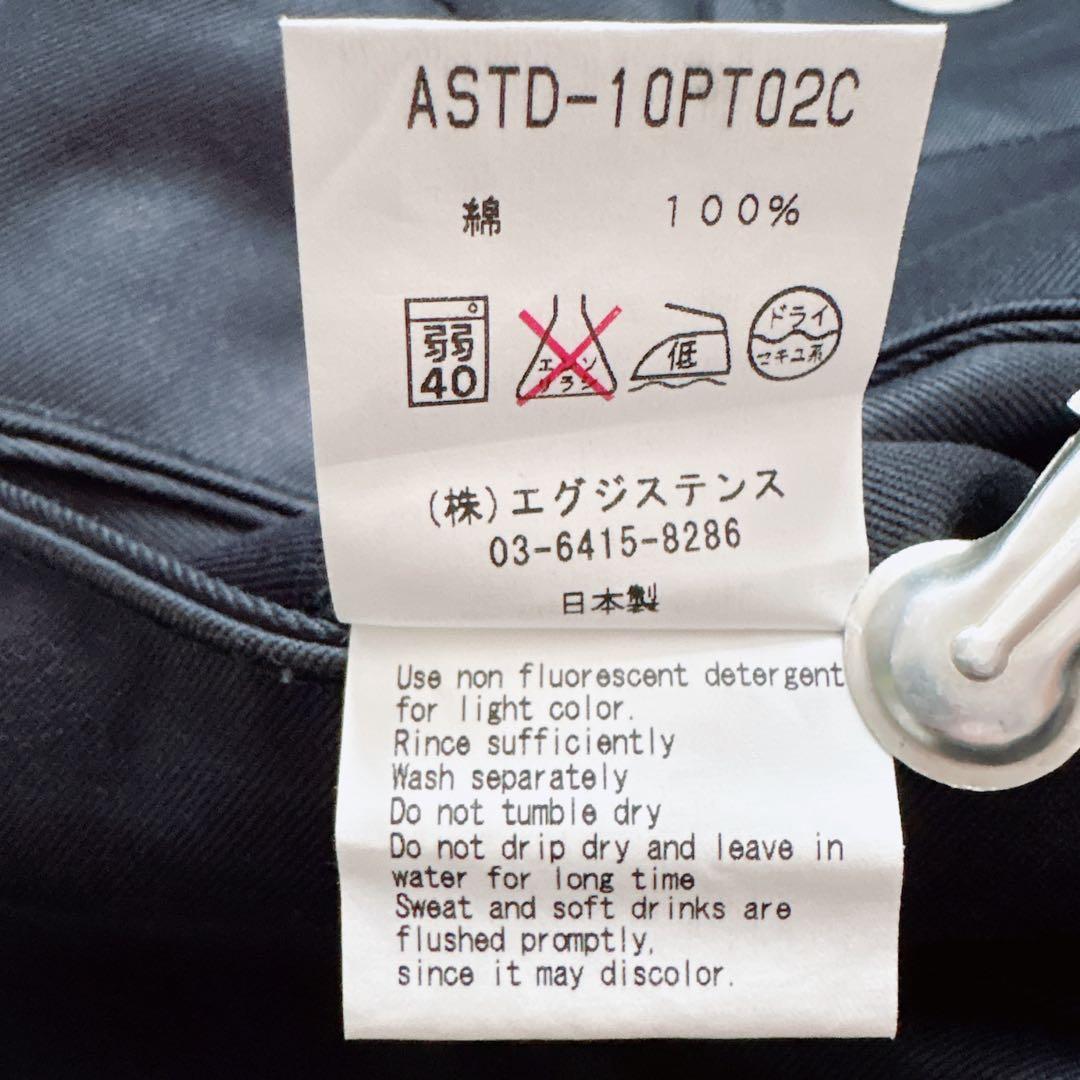 ASTD-10PT02C
綿 100%
弱
40
エンソ
サラシ
低
ドライ
セキユ系
(株)エグジステンス
03-6415-8286
日本製
Use non fluorescent detergent
for light color.
Rince sufficiently
Wash separately
Do not tumble dry
Do not drip dry and leave in
water for long time
Sweat and soft drinks are
flushed promptly,
since it may discolor.